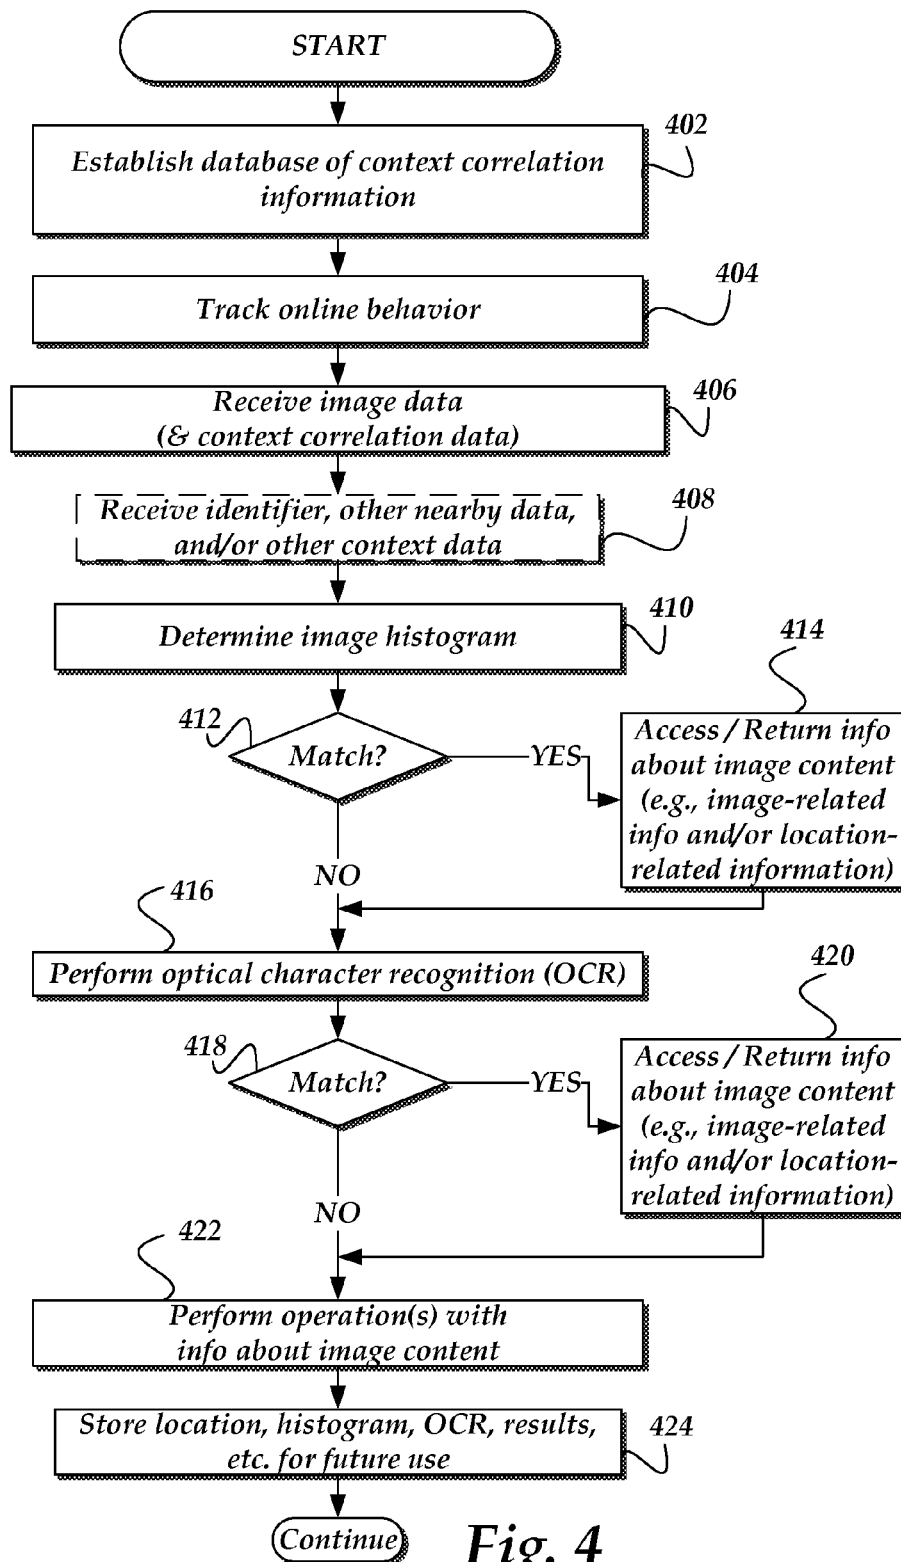 START
402
Establish database of context correlation
information
404
Track online behavior
406
Receive image data
(& context correlation data)
408
Receive identifier, other nearby data,
and/or other context data
410
Determine image histogram
414
412
Match?
YES
Access / Return info
about image content
(e.g., image-related
info and/or location-
related information)
NO
416
Perform optical character recognition (OCR)
420
418
Match?
YES
Access / Return info
about image content
(e.g., image-related
info and/or location-
related information)
NO
422
Perform operation(s) with
info about image content
Store location, histogram, OCR, results,
etc. for future use
424
Continue
Fig. 4